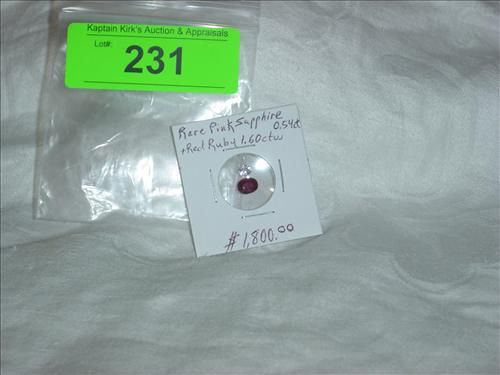 Kaptain Kirk's Auction & Appraisals
Lot#: 231
Rare Pink Sapphire
0.54ct
+Red Ruby 1.60ctw
$1,800.00